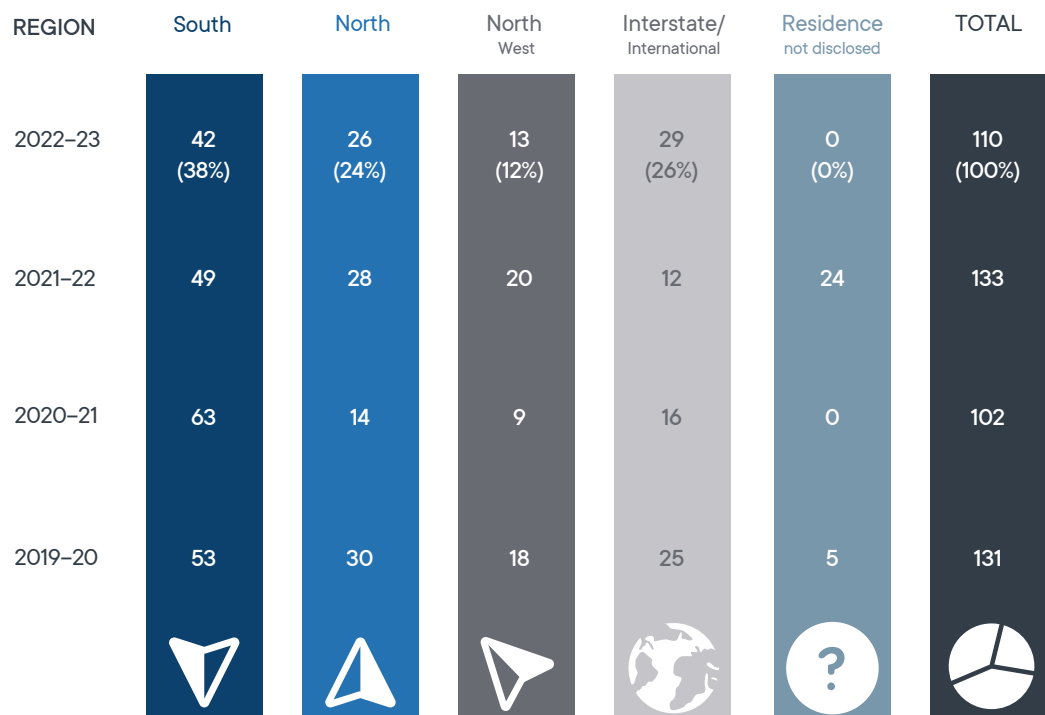 REGION South North North West Interstate/ International Residence not disclosed TOTAL
2022–23 42 26 13 29 0 110
(38%) (24%) (12%) (26%) (0%) (100%)
2021–22 49 28 20 12 24 133
2020–21 63 14 9 16 0 102
2019–20 53 30 18 25 5 131
?